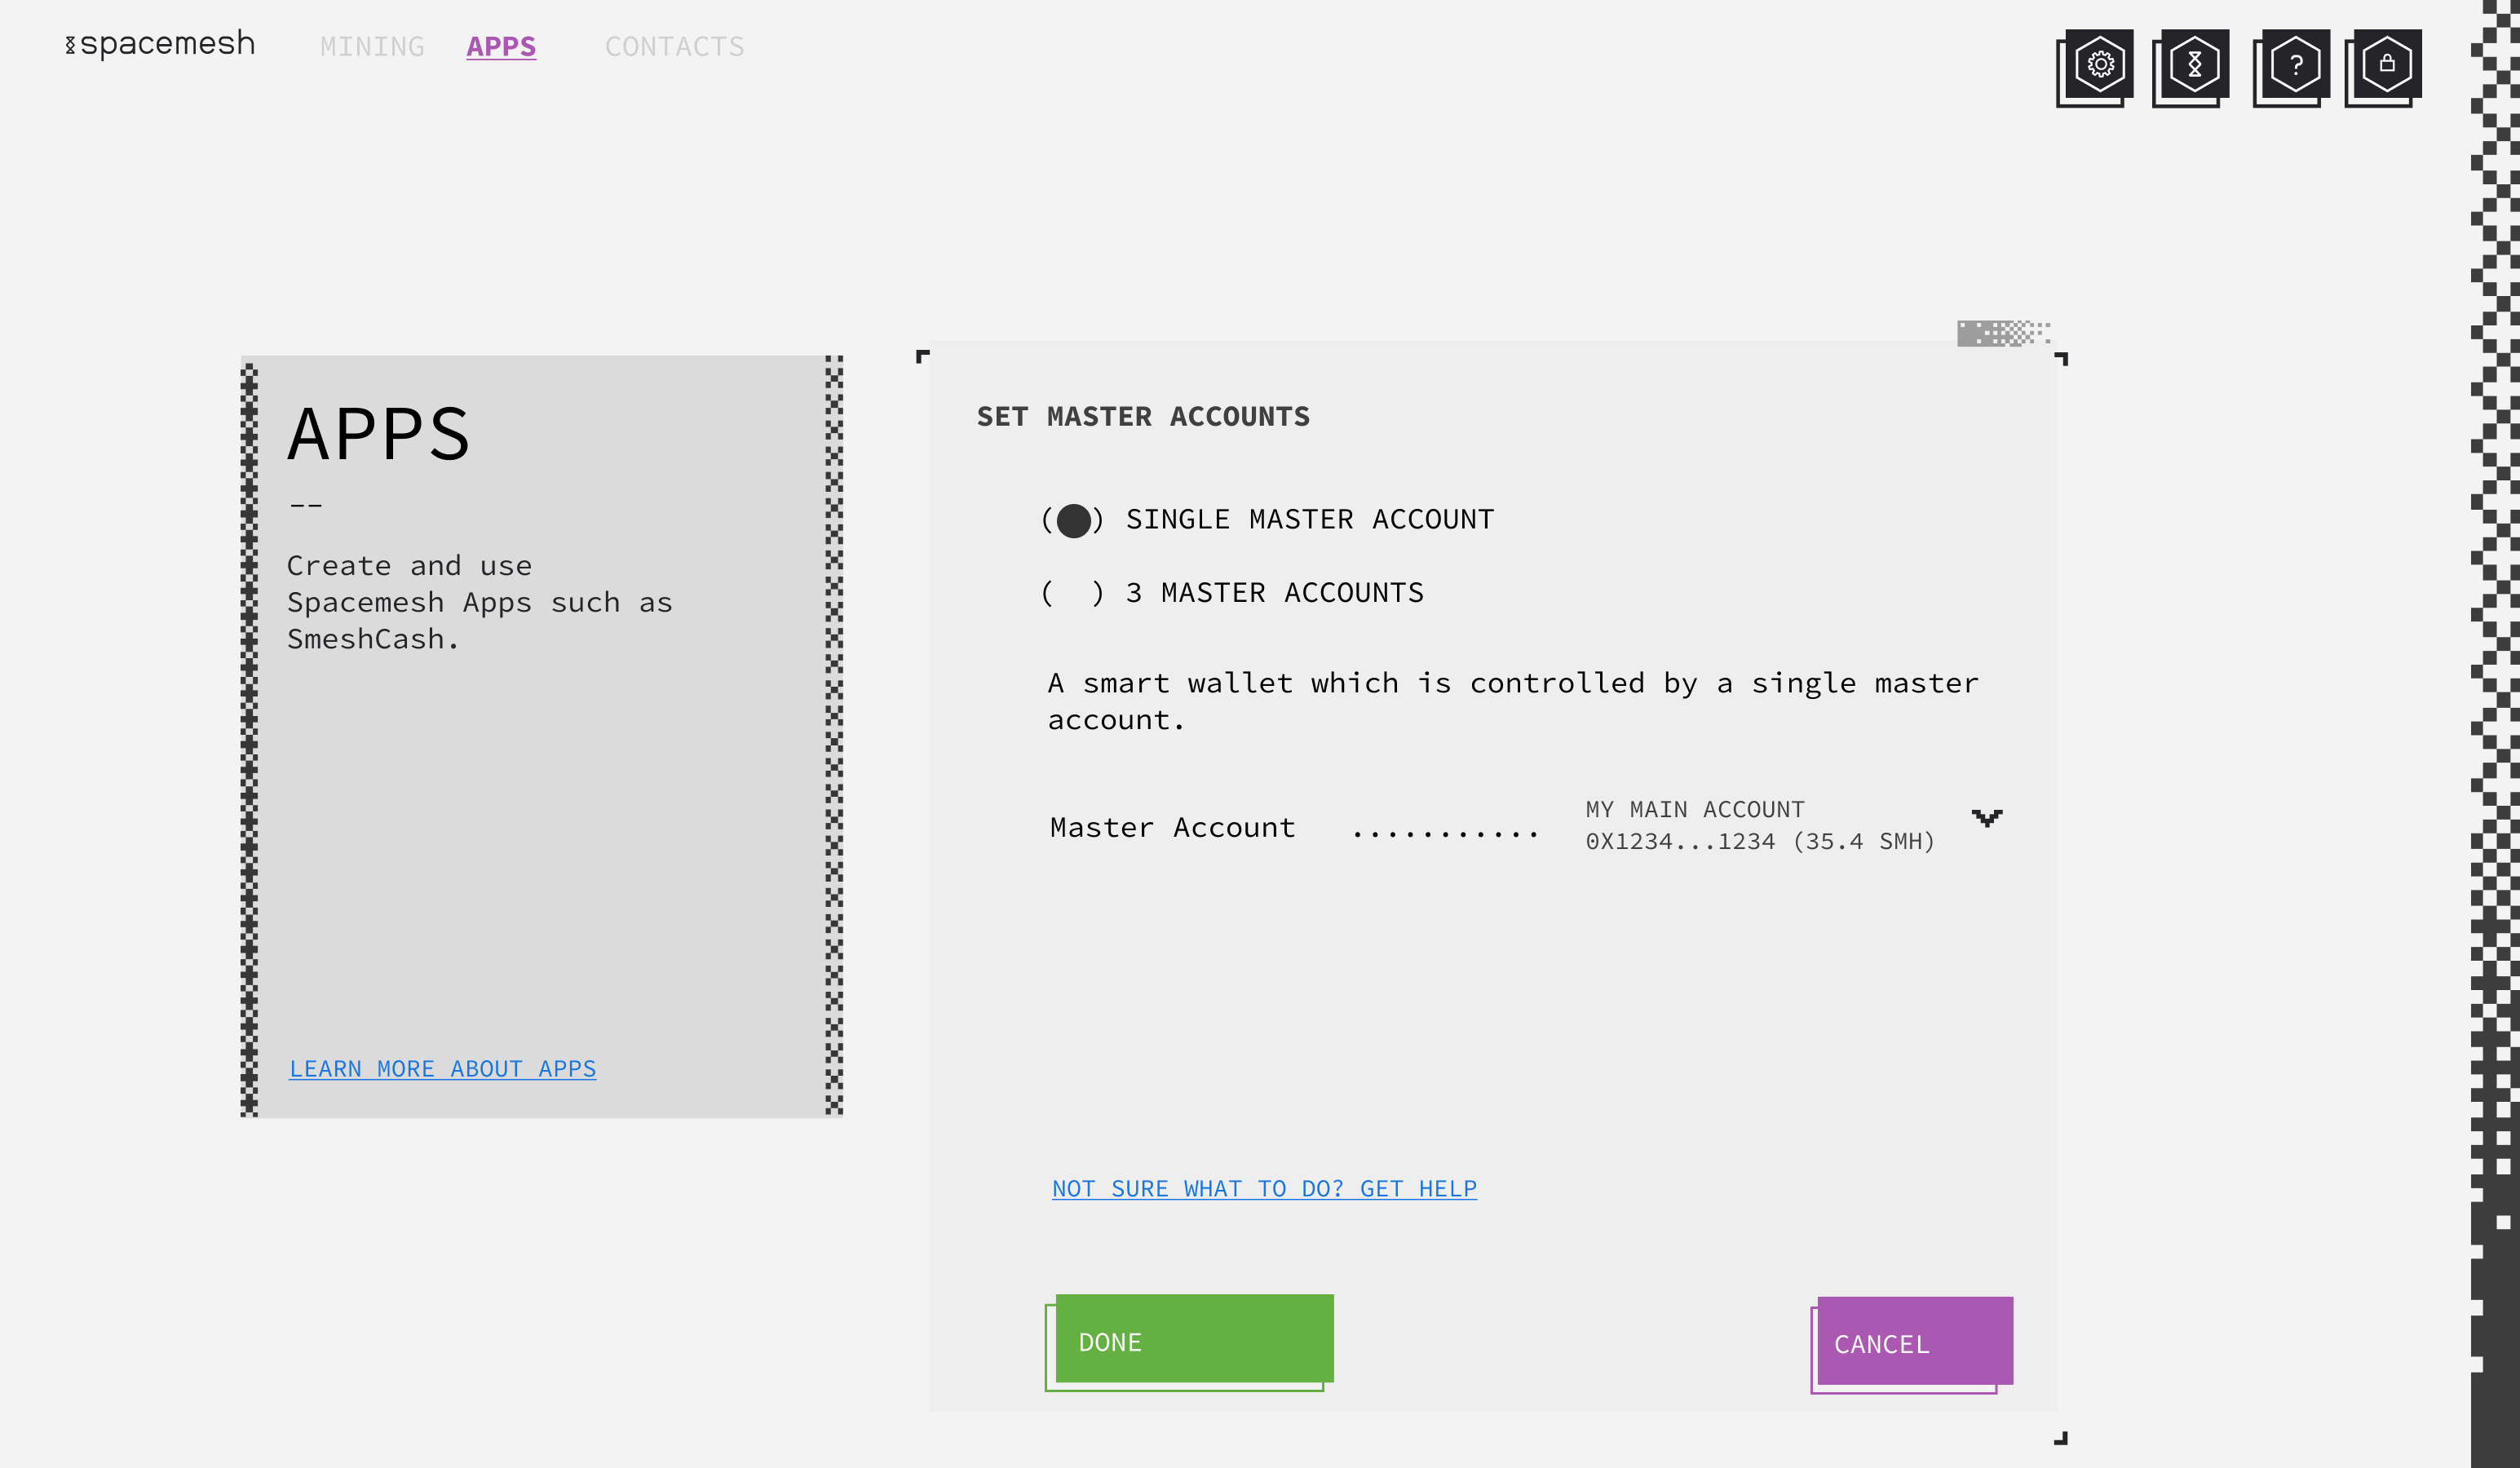 spacemesh
MINING
APPS
CONTACTS
?
APPS
--
Create and use
Spacemesh Apps such as
SmeshCash.
LEARN MORE ABOUT APPS
SET MASTER ACCOUNTS
(●) SINGLE MASTER ACCOUNT
( ) 3 MASTER ACCOUNTS
A smart wallet which is controlled by a single master
account.
Master Account ...........
MY MAIN ACCOUNT
0X1234...1234 (35.4 SMH)
NOT SURE WHAT TO DO? GET HELP
DONE
CANCEL